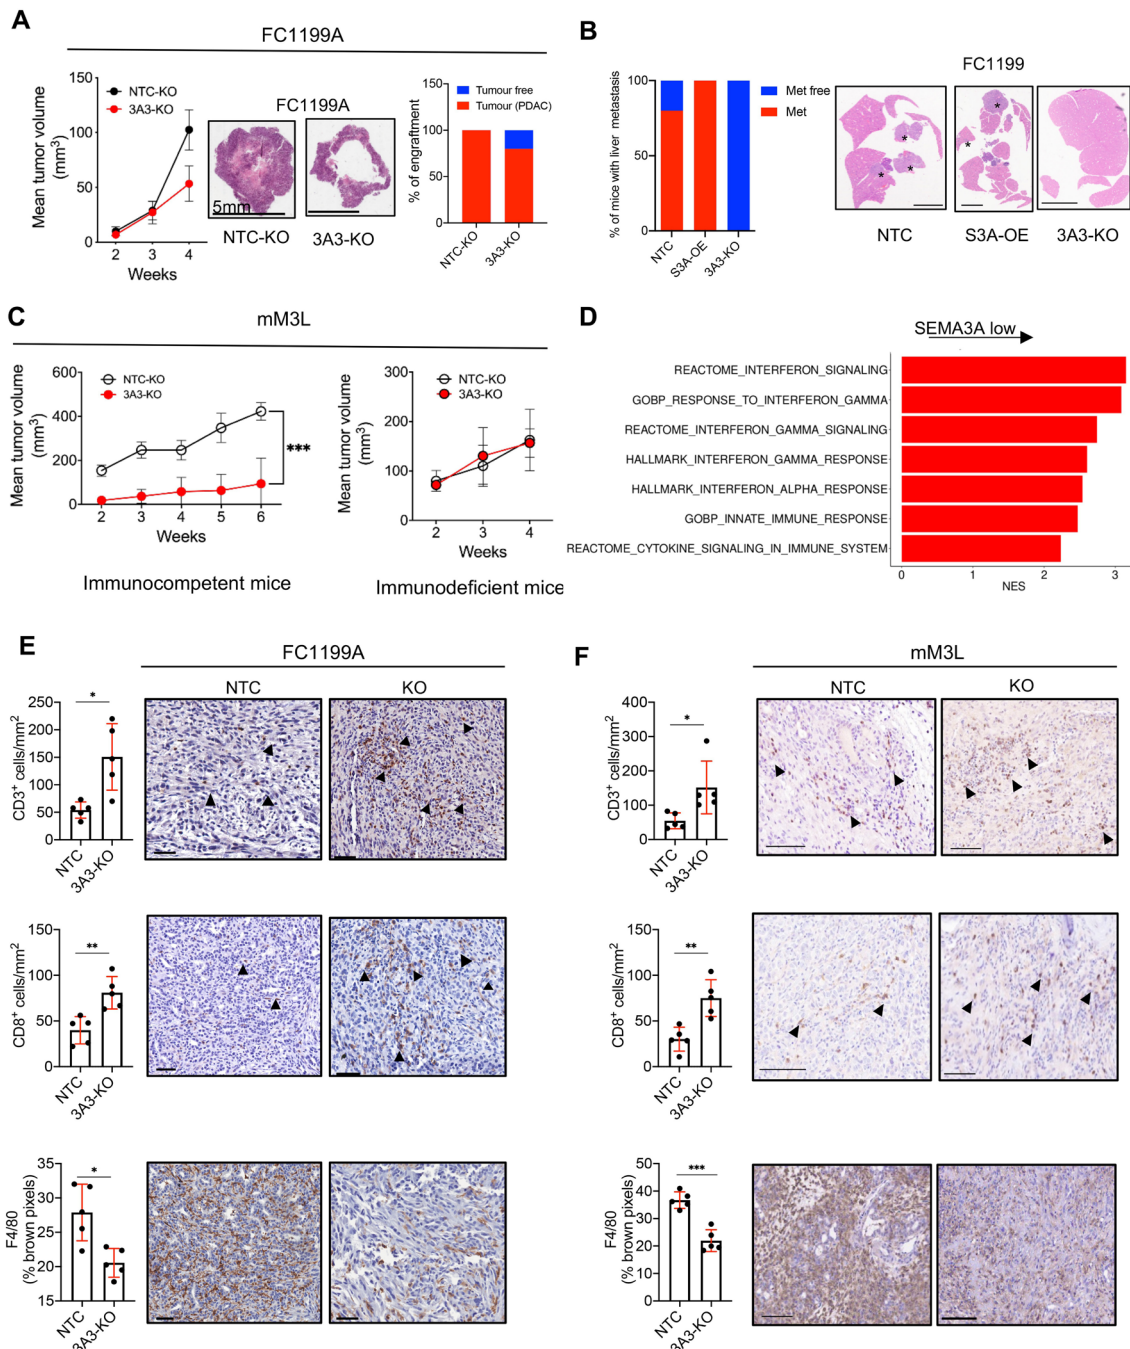 A
FC1199A
Mean tumor volume
(mm3)
150
100
50
0
2 3 4
Weeks
NTC-KO
3A3-KO
FC1199A
5mm
NTC-KO
3A3-KO
% of engraftment
150
100
50
0
Tumour free
Tumour (PDAC)
NTC-KO
3A3-KO
B
FC1199
% of mice with liver metastasis
100
50
0
Met free
Met
NTC
S3A-OE
3A3-KO
*
*
*
*
*
NTC
S3A-OE
3A3-KO
C
mM3L
Mean tumor volume
(mm3)
600
400
200
0
2 3 4 5 6
Weeks
NTC-KO
3A3-KO
***
Immunocompetent mice
Mean tumor volume
(mm3)
300
200
100
0
2 3 4
Weeks
NTC-KO
3A3-KO
Immunodeficient mice
D
SEMA3A low
REACTOME_INTERFERON_SIGNALING
GOBP_RESPONSE_TO_INTERFERON_GAMMA
REACTOME_INTERFERON_GAMMA_SIGNALING
HALLMARK_INTERFERON_GAMMA_RESPONSE
HALLMARK_INTERFERON_ALPHA_RESPONSE
GOBP_INNATE_IMMUNE_RESPONSE
REACTOME_CYTOKINE_SIGNALING_IN_IMMUNE_SYSTEM
0 1 2 3
NES
E
FC1199A
NTC KO
CD3+ cells/mm2
250
200
150
100
50
0
*
NTC
3A3-KO
CD8+ cells/mm2
150
100
50
0
**
NTC
3A3-KO
F4/80
(% brown pixels)
35
30
25
20
15
*
NTC
3A3-KO
F
mM3L
NTC KO
CD3+ cells/mm2
400
300
200
100
0
*
NTC
3A3-KO
CD8+ cells/mm2
150
100
50
0
**
NTC
3A3-KO
F4/80
(% brown pixels)
50
40
30
20
10
0
***
NTC
3A3-KO